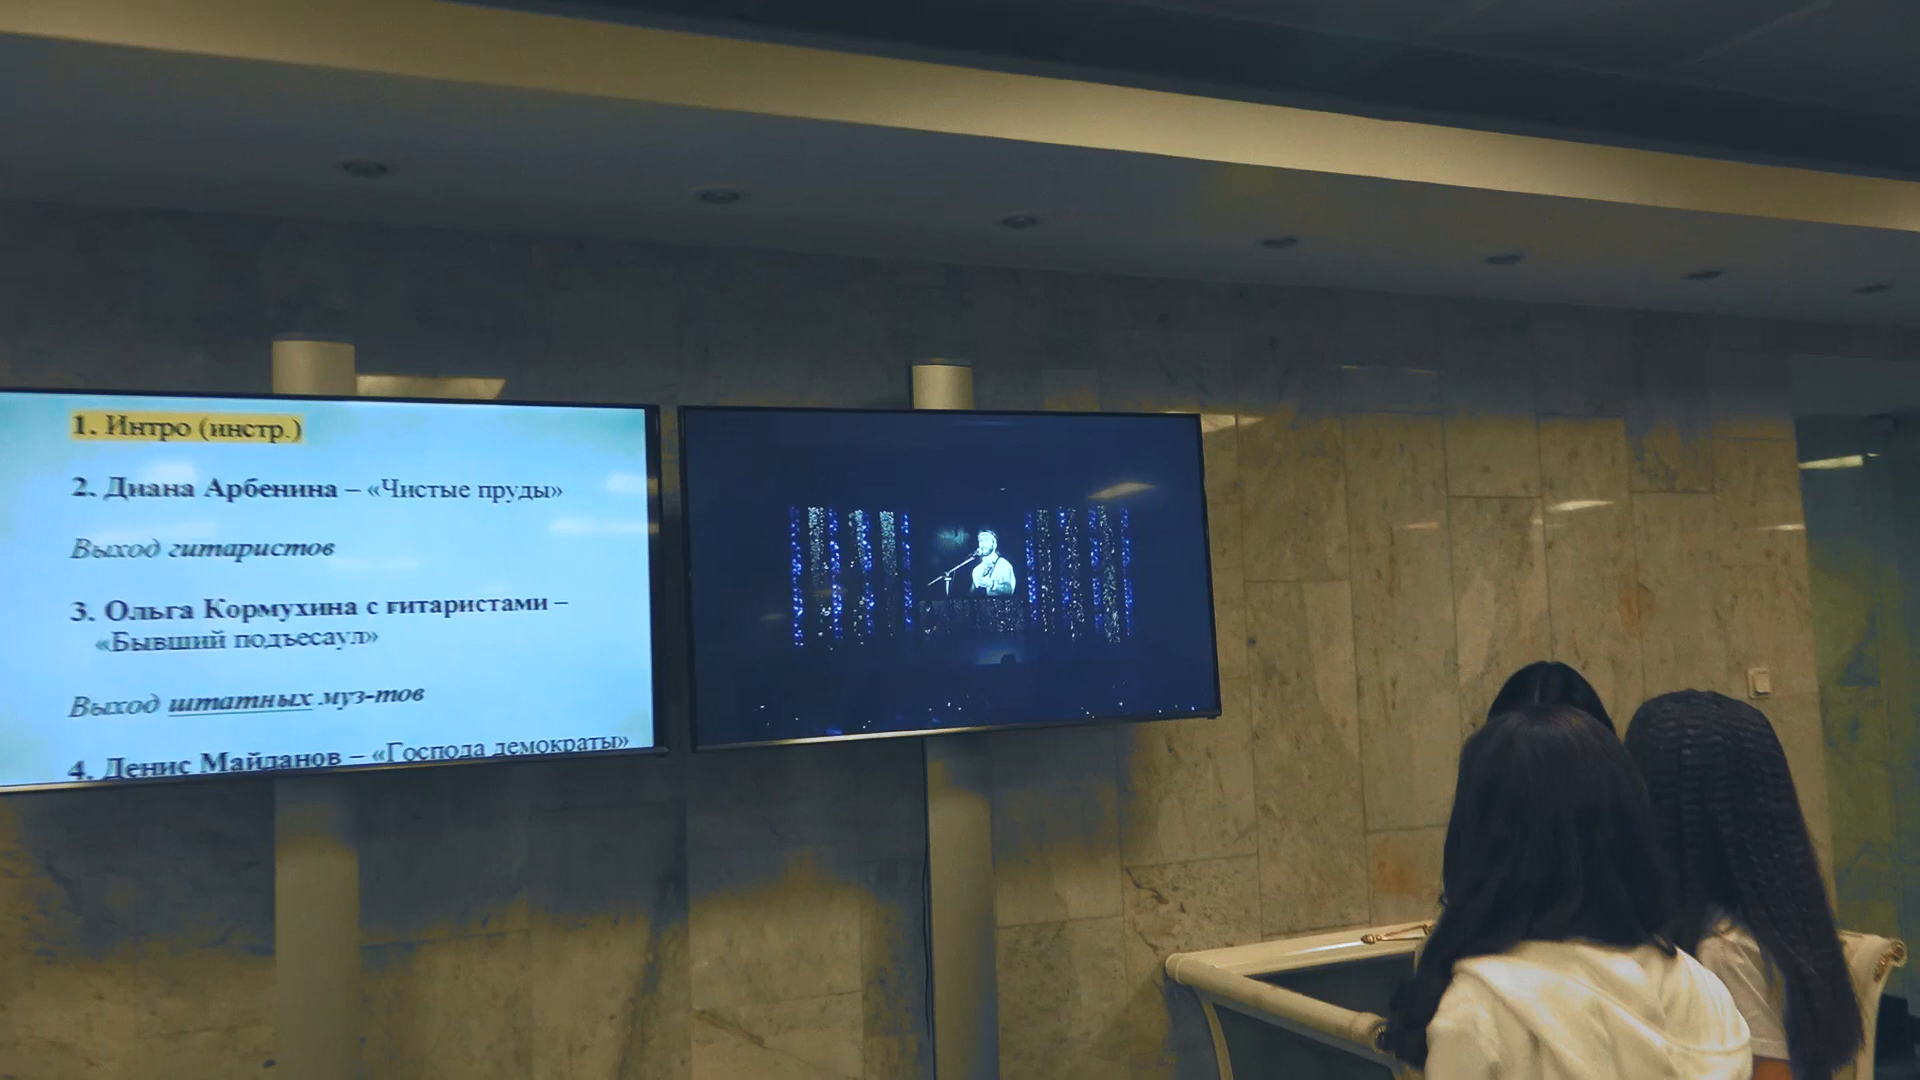 1. Интро (инстр.)
2. Диана Арбенина – «Чистые пруды»
Выход гитаристов
3. Ольга Кормухина с гитаристами –
«Бывший подъесаул»
Выход штатных муз-тов
4. Денис Майданов – «Господа демократы»